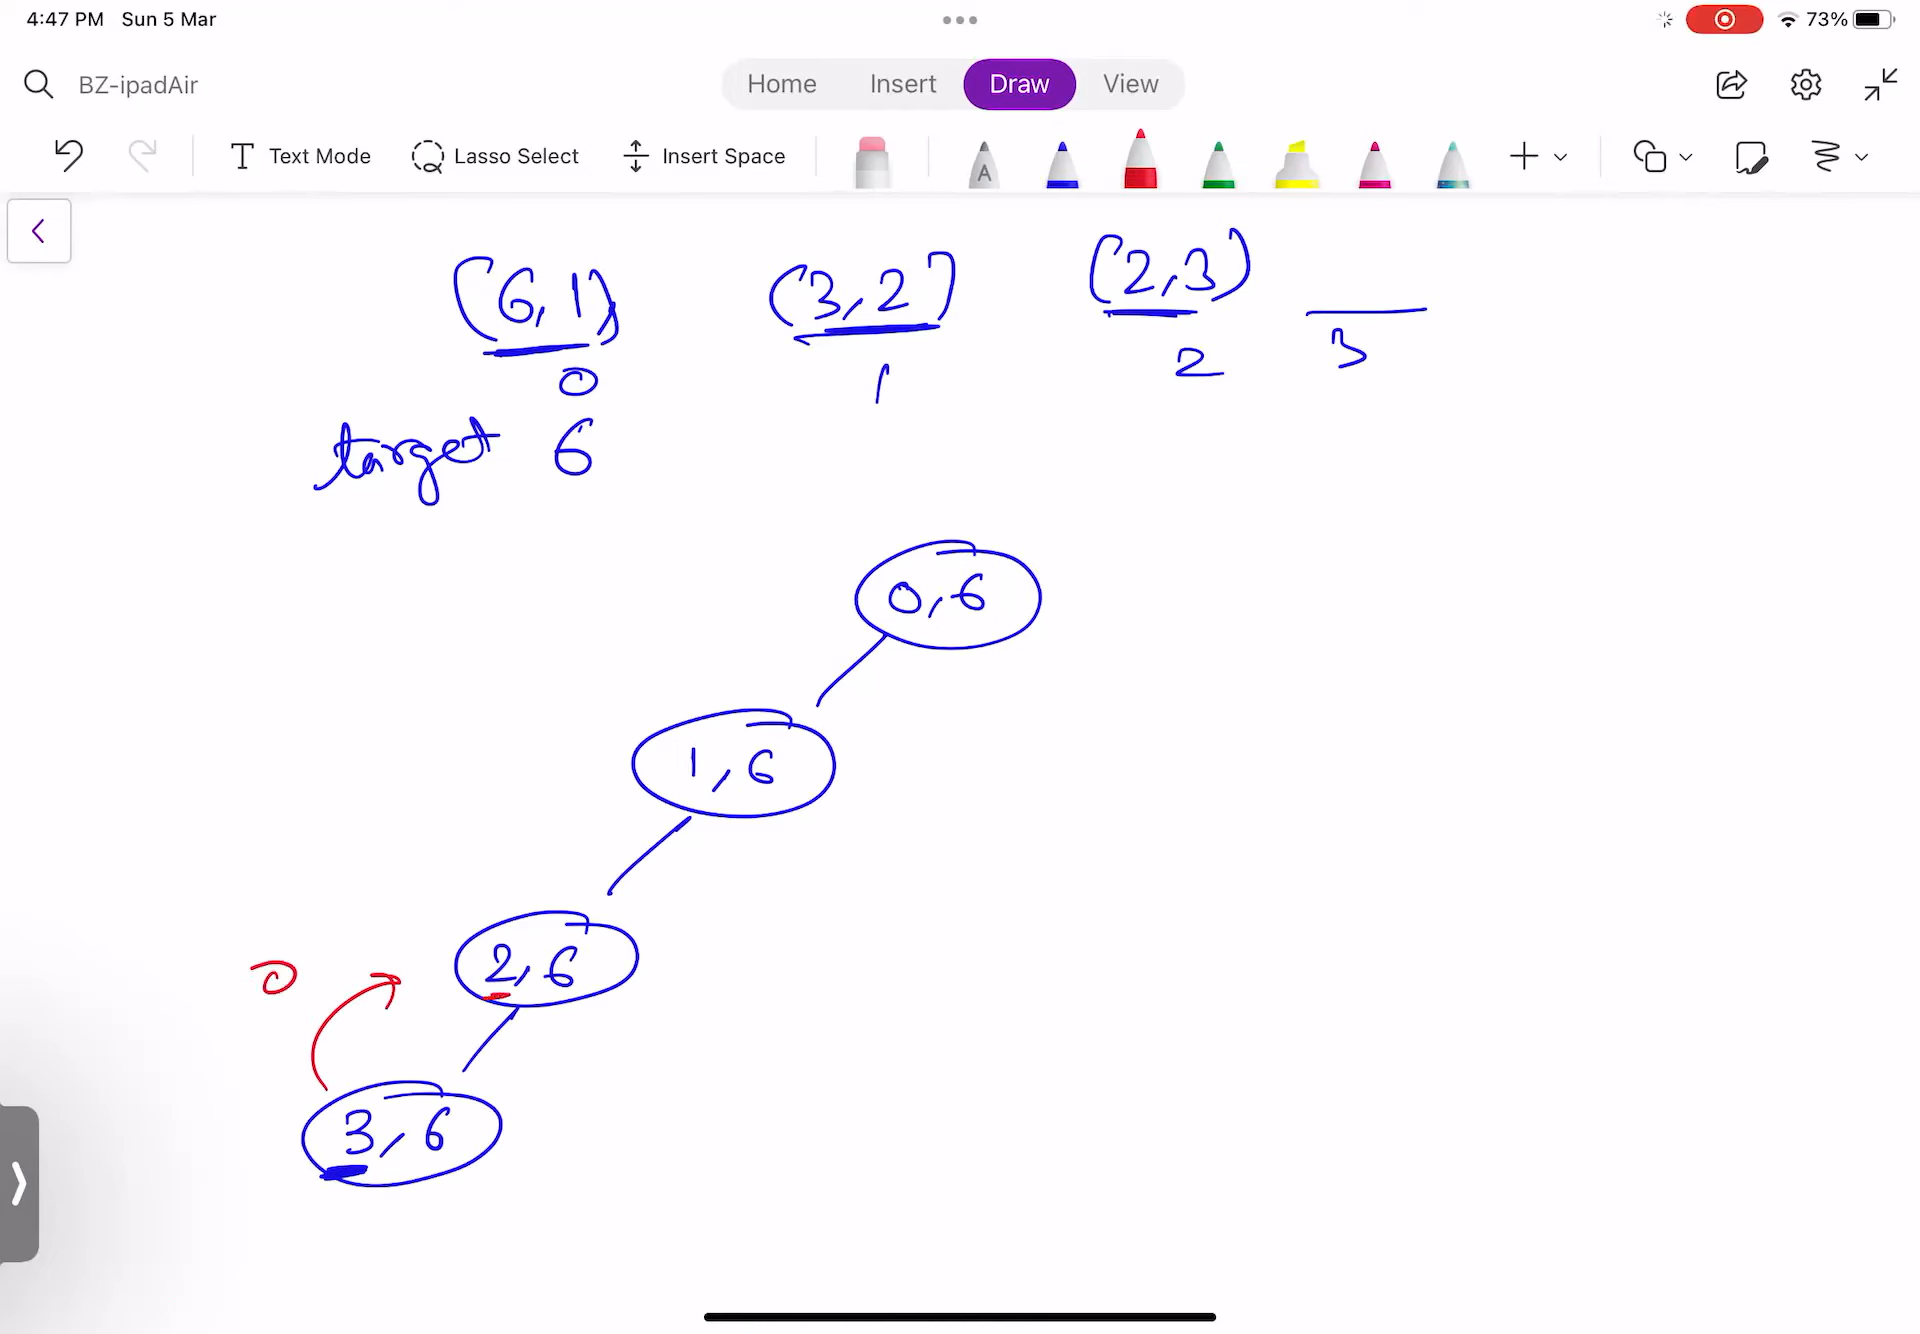 4:47 PM Sun 5 Mar 73%
BZ-ipadAir Home Insert Draw View
Text Mode Lasso Select Insert Space A
(6,1) (3,2) (2,3)
0 1 2 3
target 6
0,6
1,6
2,6
0
3,6